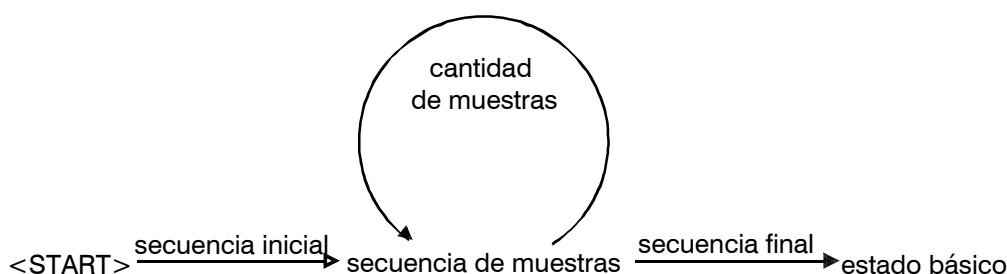 cantidad
de muestras
<START> secuencia inicial secuencia de muestras secuencia final estado básico